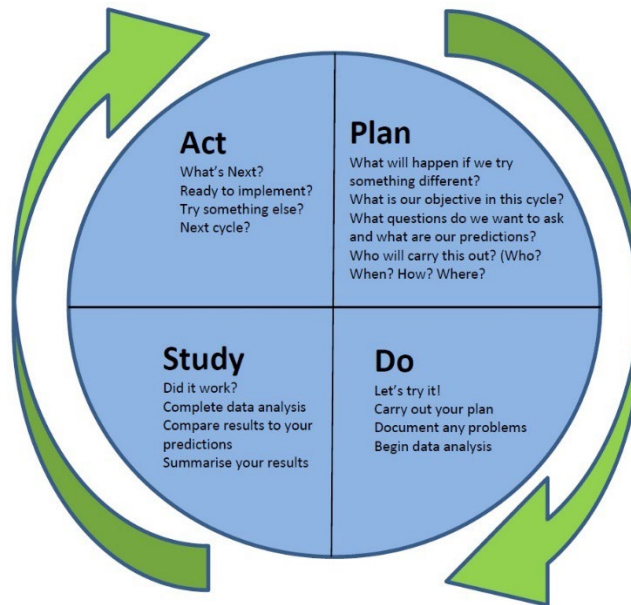 Act
What's Next?
Ready to implement?
Try something else?
Next cycle?
Plan
What will happen if we try
something different?
What is our objective in this cycle?
What questions do we want to ask
and what are our predictions?
Who will carry this out? (Who?
When? How? Where?
Study
Did it work?
Complete data analysis
Compare results to your
predictions
Summarise your results
Do
Let's try it!
Carry out your plan
Document any problems
Begin data analysis